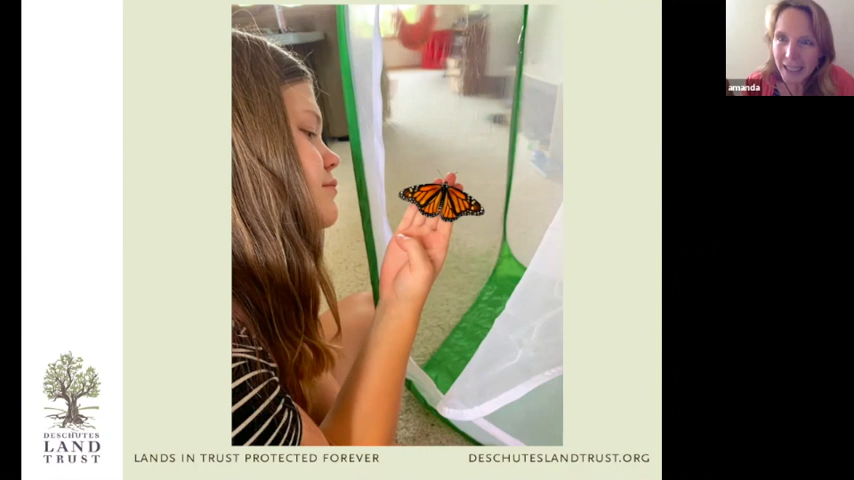 amanda
DESCHUTES
LAND
TRUST
LANDS IN TRUST PROTECTED FOREVER
DESCHUTESLANDTRUST.ORG